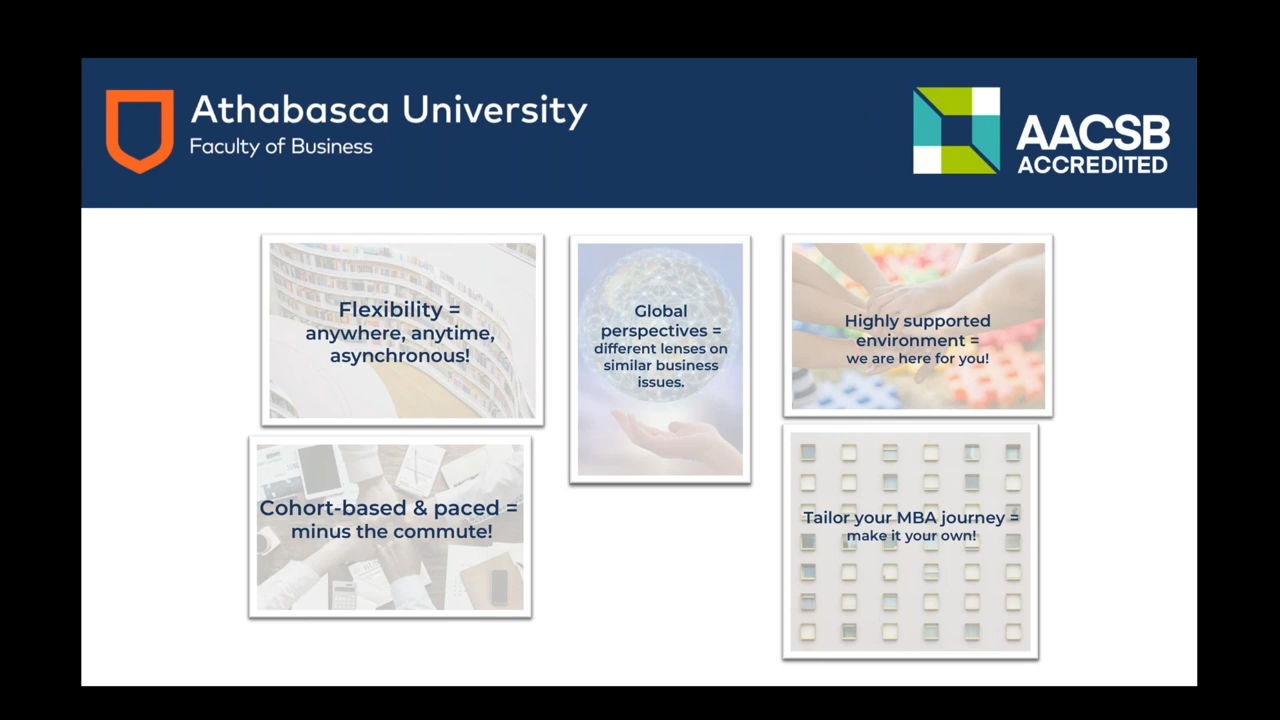 Athabasca University
Faculty of Business
AACSB
ACCREDITED
Flexibility =
anywhere, anytime,
asynchronous!
Global
perspectives =
different lenses on
similar business
issues.
Highly supported
environment =
we are here for you!
Cohort-based & paced =
minus the commute!
Tailor your MBA journey =
make it your own!